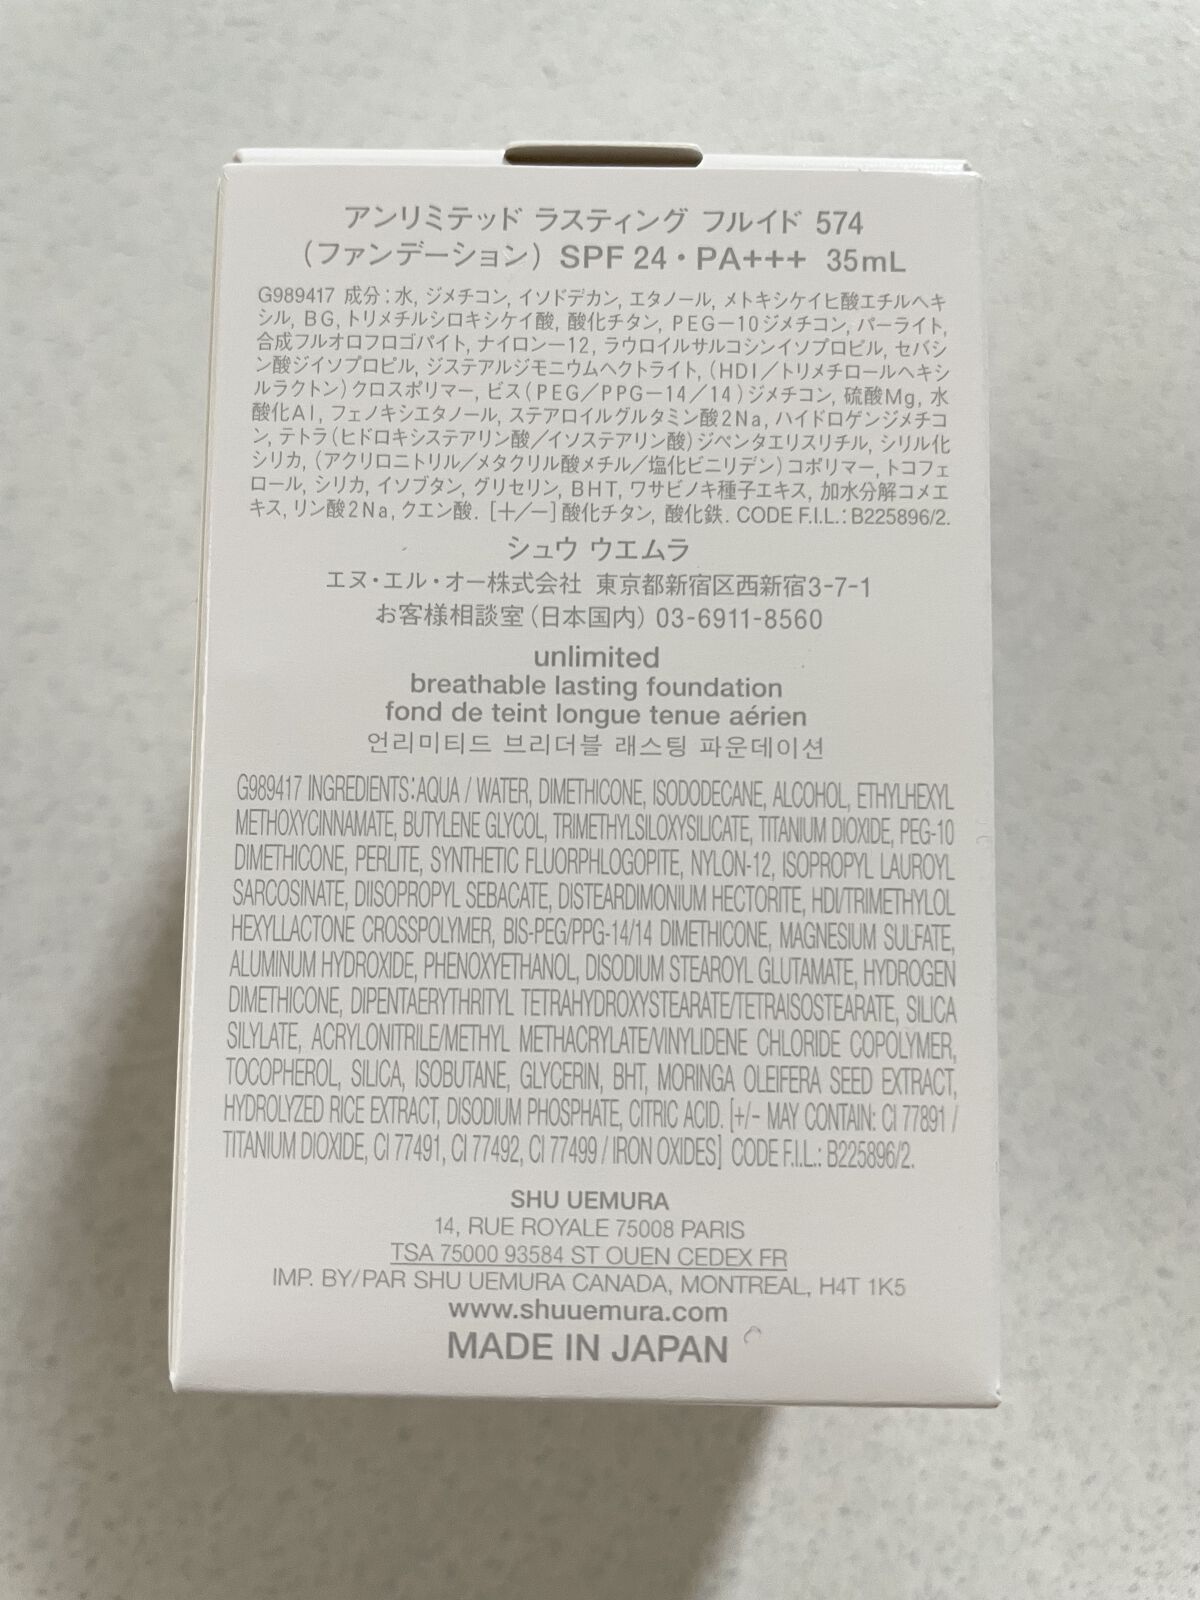 アンリミテッド ラスティング フルイド 574
（ファンデーション）SPF 24・PA+++ 35mL
G989417 成分：水, ジメチコン, イソドデカン, エタノール, メトキシケイヒ酸エチルヘキ
シル, BG, トリメチルシロキシケイ酸, 酸化チタン, PEG－10ジメチコン, パーライト,
合成フルオロフロゴパイト, ナイロン－12, ラウロイルサルコシンイソプロピル, セバシ
ン酸ジイソプロピル, ジステアルジモニウムヘクトライト,（HDI／トリメチロールヘキシ
ルラクトン）クロスポリマー, ビス（PEG／PPG－14／14）ジメチコン, 硫酸Mg, 水
酸化Al, フェノキシエタノール, ステアロイルグルタミン酸2Na, ハイドロゲンジメチコ
ン, テトラ（ヒドロキシステアリン酸／イソステアリン酸）ジペンタエリスリチル, シリル化
シリカ,（アクリロニトリル／メタクリル酸メチル／塩化ビニリデン）コポリマー, トコフェ
ロール, シリカ, イソブタン, グリセリン, BHT, ワサビノキ種子エキス, 加水分解コメエ
キス, リン酸2Na, クエン酸. [＋/－]酸化チタン, 酸化鉄. CODE F.I.L.: B225896/2.
シュウ ウエムラ
エヌ・エル・オー株式会社 東京都新宿区西新宿3-7-1
お客様相談室（日本国内）03-6911-8560
unlimited
breathable lasting foundation
fond de teint longue tenue aérien
언리미티드 브리더블 래스팅 파운데이션
G989417 INGREDIENTS: AQUA / WATER, DIMETHICONE, ISODODECANE, ALCOHOL, ETHYLHEXYL
METHOXYCINNAMATE, BUTYLENE GLYCOL, TRIMETHYLSILOXYSILICATE, TITANIUM DIOXIDE, PEG-10
DIMETHICONE, PERLITE, SYNTHETIC FLUORPHLOGOPITE, NYLON-12, ISOPROPYL LAUROYL
SARCOSINATE, DIISOPROPYL SEBACATE, DISTEARDIMONIUM HECTORITE, HDI/TRIMETHYLOL
HEXYLLACTONE CROSSPOLYMER, BIS-PEG/PPG-14/14 DIMETHICONE, MAGNESIUM SULFATE,
ALUMINUM HYDROXIDE, PHENOXYETHANOL, DISODIUM STEAROYL GLUTAMATE, HYDROGEN
DIMETHICONE, DIPENTAERYTHRITYL TETRAHYDROXYSTEARATE/TETRAISOSTEARATE, SILICA
SILYLATE, ACRYLONITRILE/METHYL METHACRYLATE/VINYLIDENE CHLORIDE COPOLYMER,
TOCOPHEROL, SILICA, ISOBUTANE, GLYCERIN, BHT, MORINGA OLEIFERA SEED EXTRACT,
HYDROLYZED RICE EXTRACT, DISODIUM PHOSPHATE, CITRIC ACID. [+/- MAY CONTAIN: CI 77891 /
TITANIUM DIOXIDE, CI 77491, CI 77492, CI 77499 / IRON OXIDES] CODE F.I.L.: B225896/2.
SHU UEMURA
14, RUE ROYALE 75008 PARIS
TSA 75000 93584 ST OUEN CEDEX FR
IMP. BY/PAR SHU UEMURA CANADA, MONTREAL, H4T 1K5
www.shuuemura.com
MADE IN JAPAN